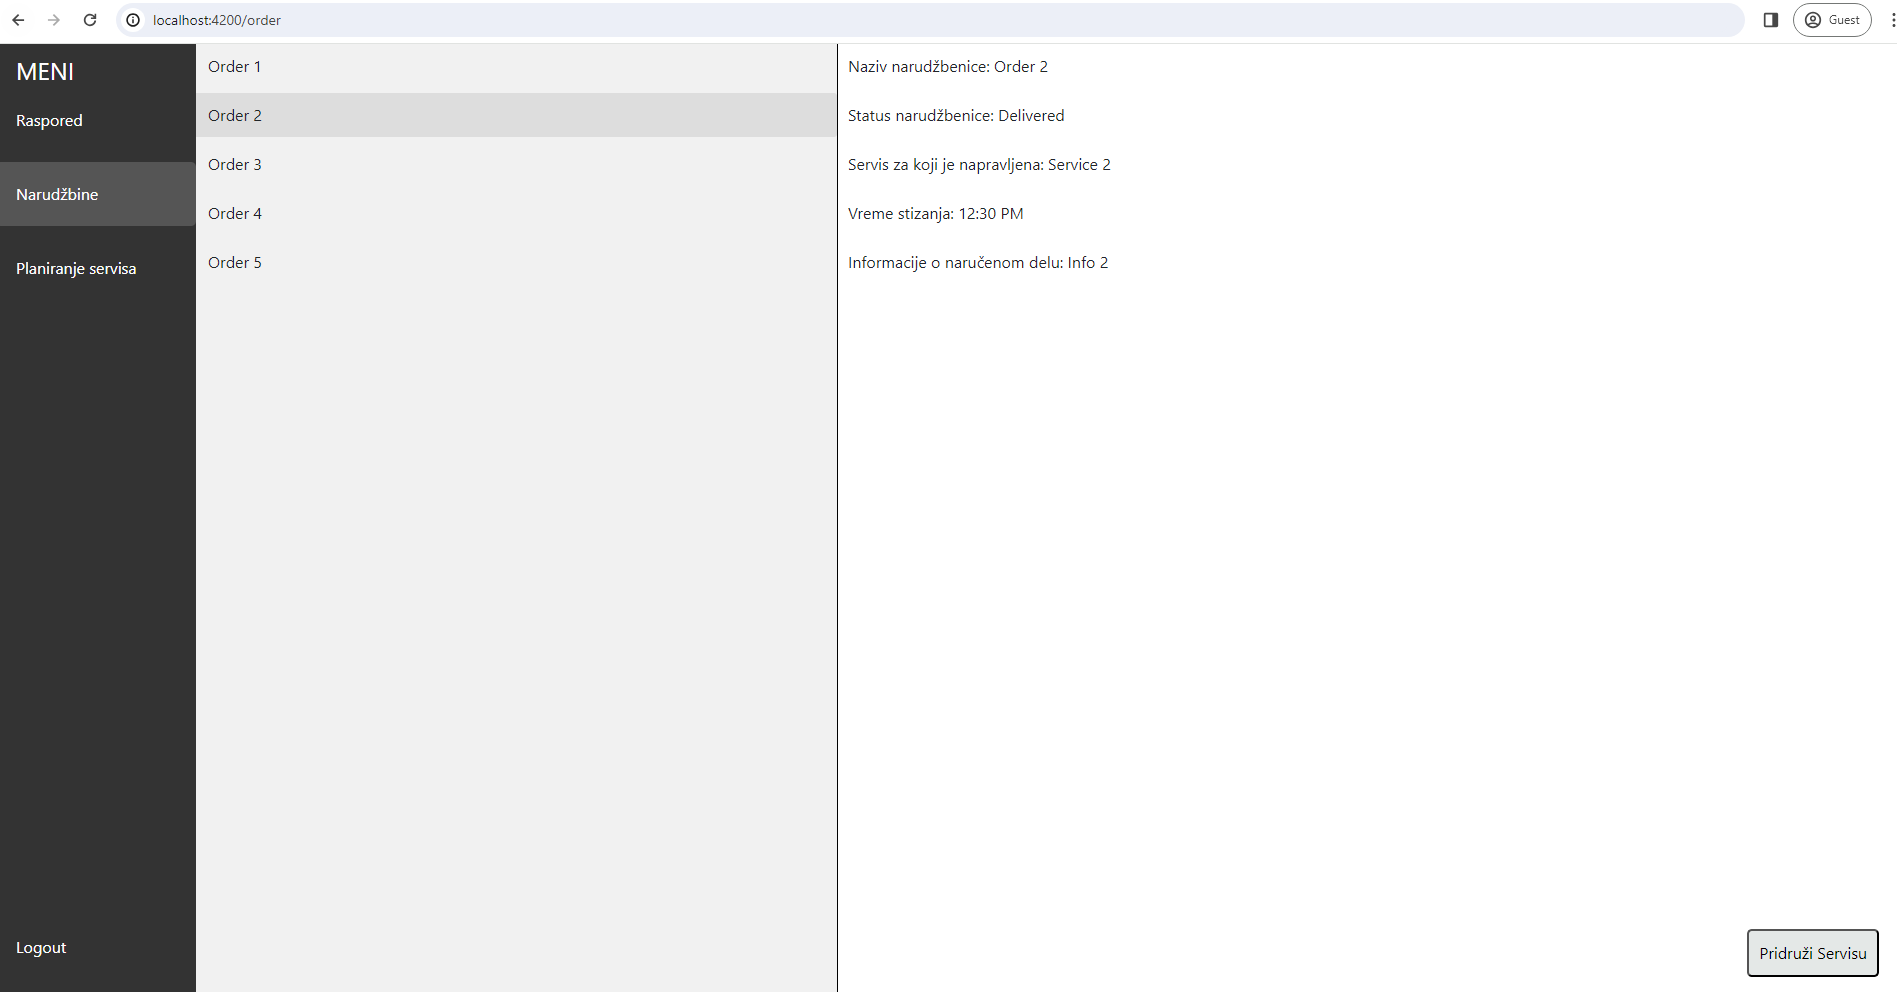 localhost:4200/order
Guest
MENI
Raspored
Narudžbine
Planiranje servisa
Logout
Order 1
Order 2
Order 3
Order 4
Order 5
Naziv narudžbenice: Order 2
Status narudžbenice: Delivered
Servis za koji je napravljena: Service 2
Vreme stizanja: 12:30 PM
Informacije o naručenom delu: Info 2
Pridruži Servisu